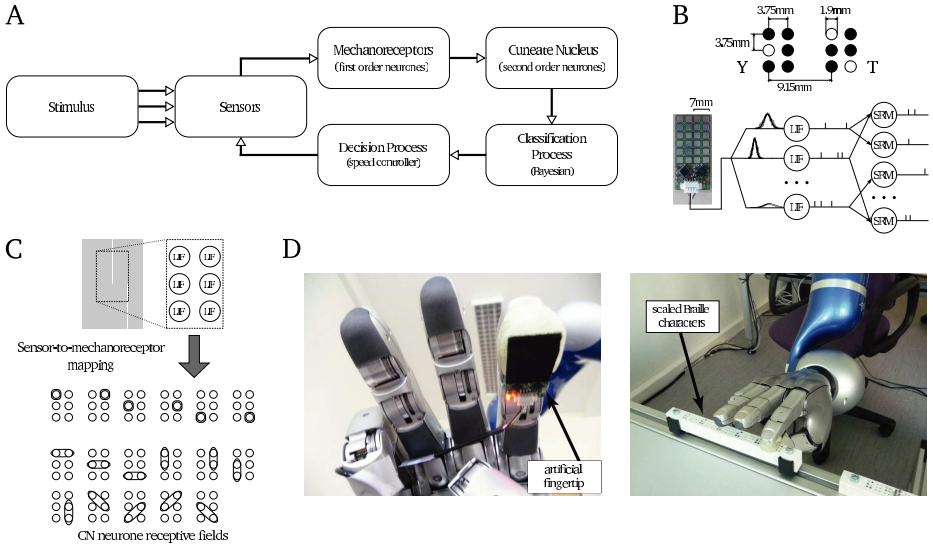 A
Stimulus
Sensors
Mechanoreceptors
(first order neurones)
Cuneate Nucleus
(second order neurones)
Decision Process
(speed controller)
Classification
Process
(Bayesian)
B
3.75mm
1.9mm
3.75mm
Y
T
9.15mm
7mm
LIF
LIF
• • •
LIF
SRM
SRM
SRM
• • •
SRM
C
LIF LIF
LIF LIF
LIF LIF
Sensor-to-mechanoreceptor
mapping
CN neurone receptive fields
D
artificial
fingertip
scaled Braille
characters